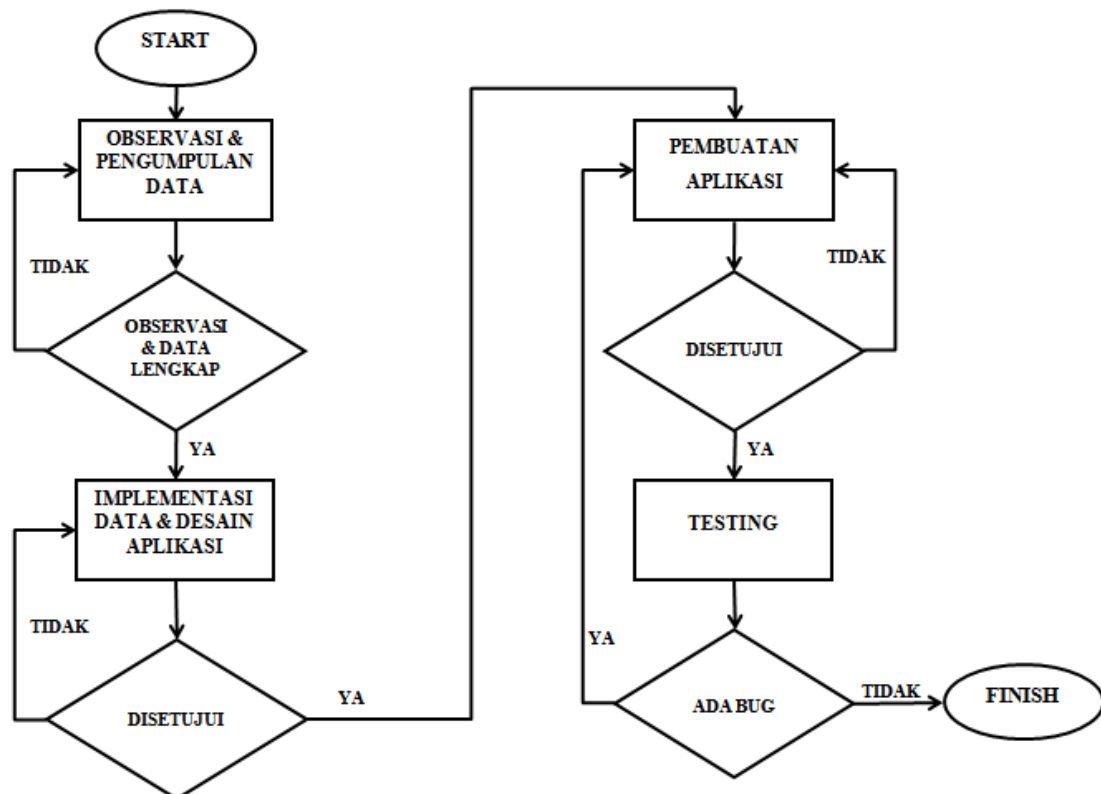 START
OBSERVASI &
PENGUMPULAN
DATA
TIDAK
OBSERVASI
& DATA
LENGKAP
YA
IMPLEMENTASI
DATA & DESAIN
APLIKASI
TIDAK
DISETUJUI
YA
PEMBUATAN
APLIKASI
TIDAK
DISETUJUI
YA
TESTING
YA
ADA BUG
TIDAK
FINISH